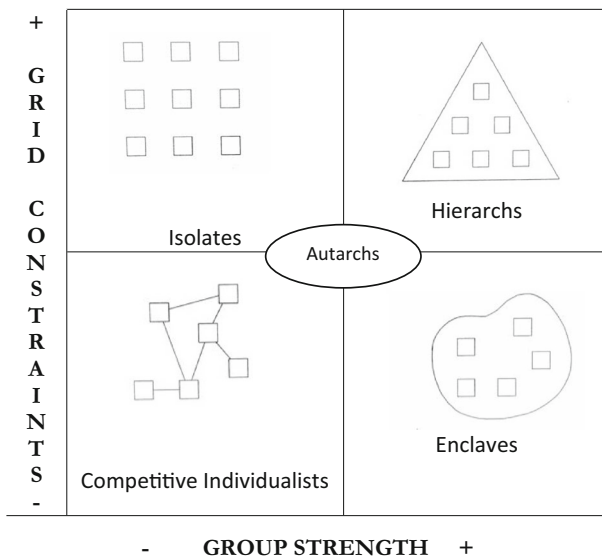 + GRID CONSTRAINTS -
Isolates
Hierarchs
Autarchs
Competitive Individualists
Enclaves
- GROUP STRENGTH +